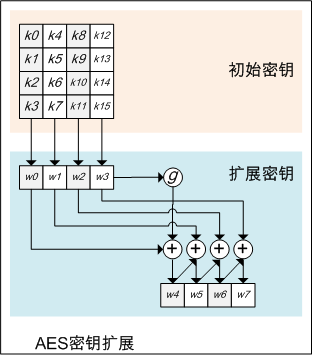 k0 k4 k8 k12
k1 k5 k9 k13
k2 k6 k10 k14
k3 k7 k11 k15
初始密钥
扩展密钥
w0 w1 w2 w3
g
+ + + +
w4 w5 w6 w7
AES密钥扩展